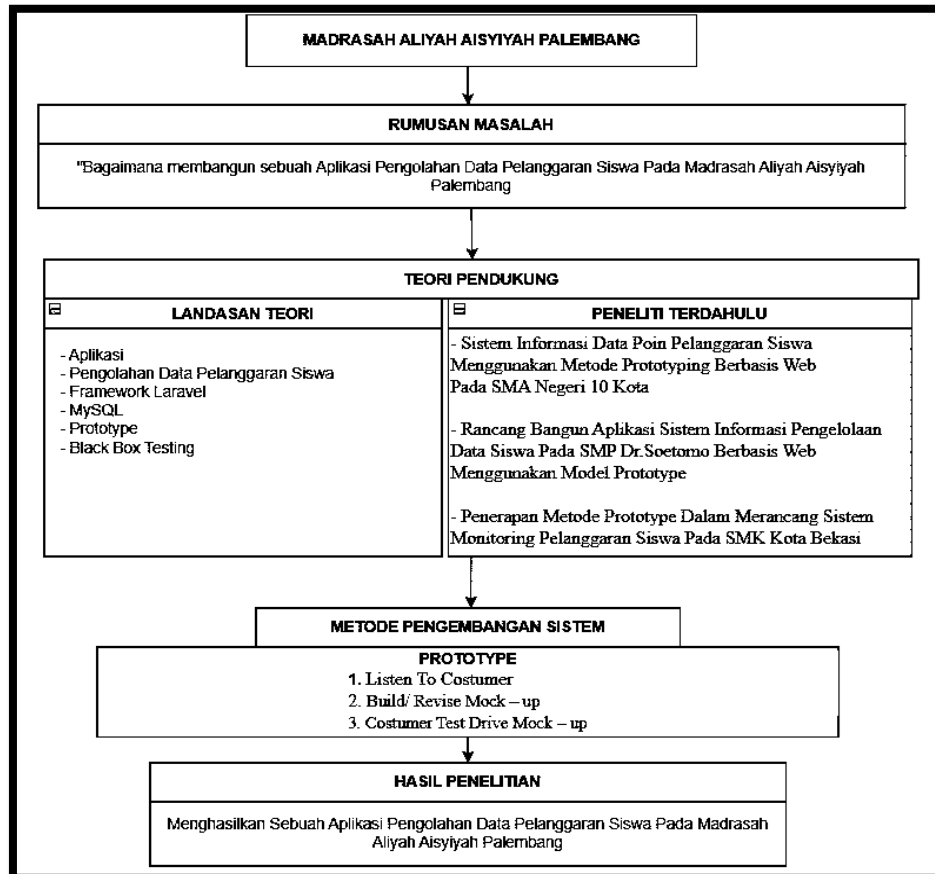 MADRASAH ALIYAH AISYIYAH PALEMBANG
RUMUSAN MASALAH
"Bagaimana membangun sebuah Aplikasi Pengolahan Data Pelanggaran Siswa Pada Madrasah Aliyah Aisyiyah
Palembang
TEORI PENDUKUNG
LANDASAN TEORI
- Aplikasi
- Pengolahan Data Pelanggaran Siswa
- Framework Laravel
- MySQL
- Prototype
- Black Box Testing
PENELITI TERDAHULU
- Sistem Informasi Data Poin Pelanggaran Siswa
Menggunakan Metode Prototyping Berbasis Web
Pada SMA Negeri 10 Kota
- Rancang Bangun Aplikasi Sistem Informasi Pengelolaan
Data Siswa Pada SMP Dr.Soetomo Berbasis Web
Menggunakan Model Prototype
- Penerapan Metode Prototype Dalam Merancang Sistem
Monitoring Pelanggaran Siswa Pada SMK Kota Bekasi
METODE PENGEMBANGAN SISTEM
PROTOTYPE
1. Listen To Costumer
2. Build/ Revise Mock – up
3. Costumer Test Drive Mock – up
HASIL PENELITIAN
Menghasilkan Sebuah Aplikasi Pengolahan Data Pelanggaran Siswa Pada Madrasah
Aliyah Aisyiyah Palembang